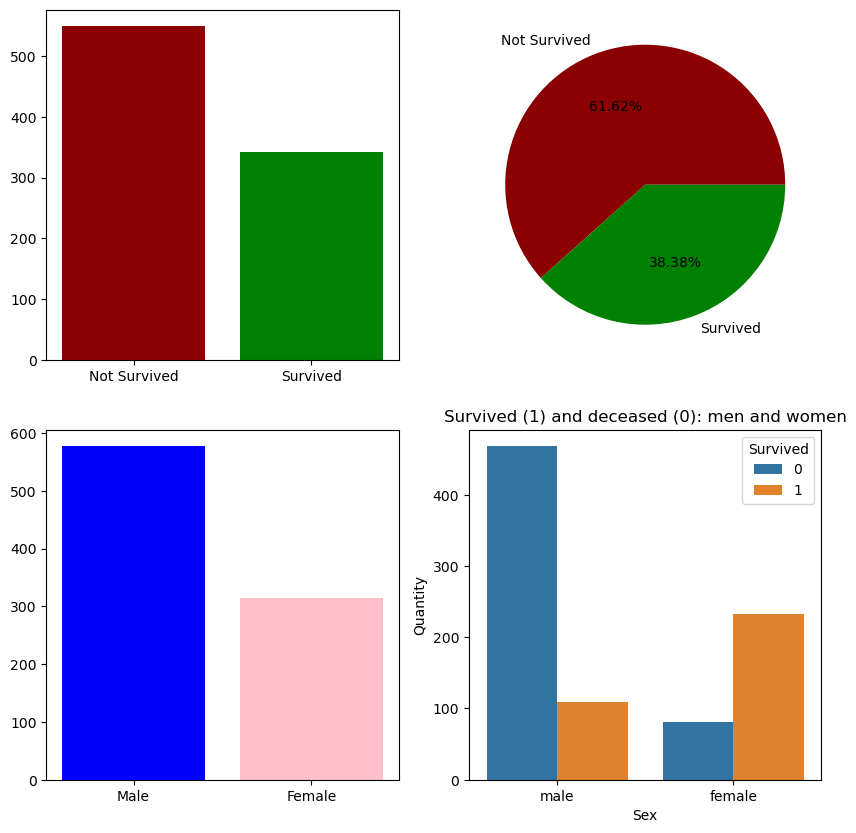 500
400
300
200
100
0
Not Survived
Survived
Not Survived
61.62%
38.38%
Survived
600
500
400
300
200
100
0
Male
Female
Survived (1) and deceased (0): men and women
Survived
0
1
400
300
200
100
0
Quantity
male
female
Sex